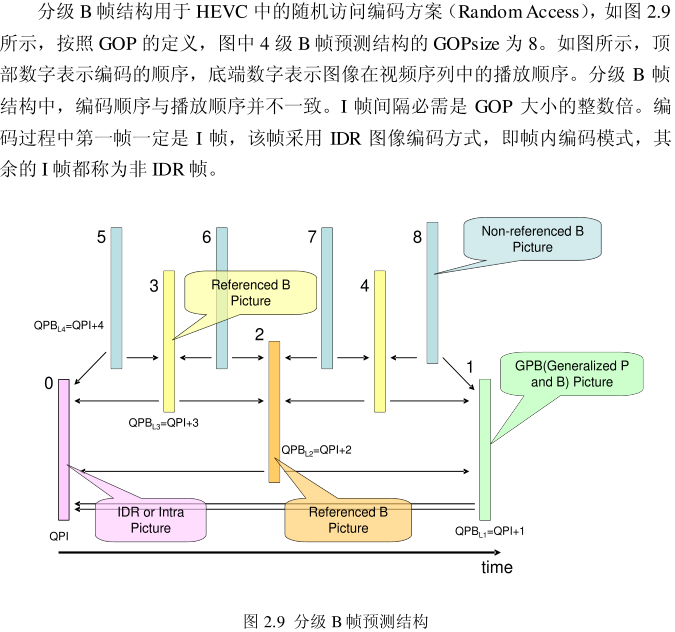 分级 B 帧结构用于 HEVC 中的随机访问编码方案（Random Access），如图 2.9
所示，按照 GOP 的定义，图中 4 级 B 帧预测结构的 GOPsize 为 8。如图所示，顶
部数字表示编码的顺序，底端数字表示图像在视频序列中的播放顺序。分级 B 帧
结构中，编码顺序与播放顺序并不一致。I 帧间隔必需是 GOP 大小的整数倍。编
码过程中第一帧一定是 I 帧，该帧采用 IDR 图像编码方式，即帧内编码模式，其
余的 I 帧都称为非 IDR 帧。
5
6
7
8
Non-referenced B
Picture
3
Referenced B
Picture
4
QPB_L4=QPI+4
2
0
1
GPB(Generalized P
and B) Picture
QPB_L3=QPI+3
QPB_L2=QPI+2
IDR or Intra
Picture
Referenced B
Picture
QPI
QPB_L1=QPI+1
time
图 2.9 分级 B 帧预测结构